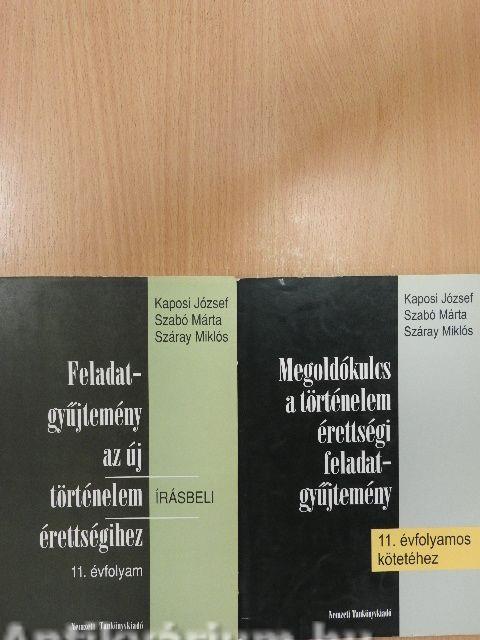 Kaposi József
Szabó Márta
Száray Miklós
Feladat-
gyűjtemény
az új
történelem
érettségihez
ÍRÁSBELI
11. évfolyam
Nemzeti Tankönyvkiadó
Kaposi József
Szabó Márta
Száray Miklós
Megoldókulcs
a történelem
érettségi
feladat-
gyűjtemény
11. évfolyamos
kötetéhez
Nemzeti Tankönyvkiadó